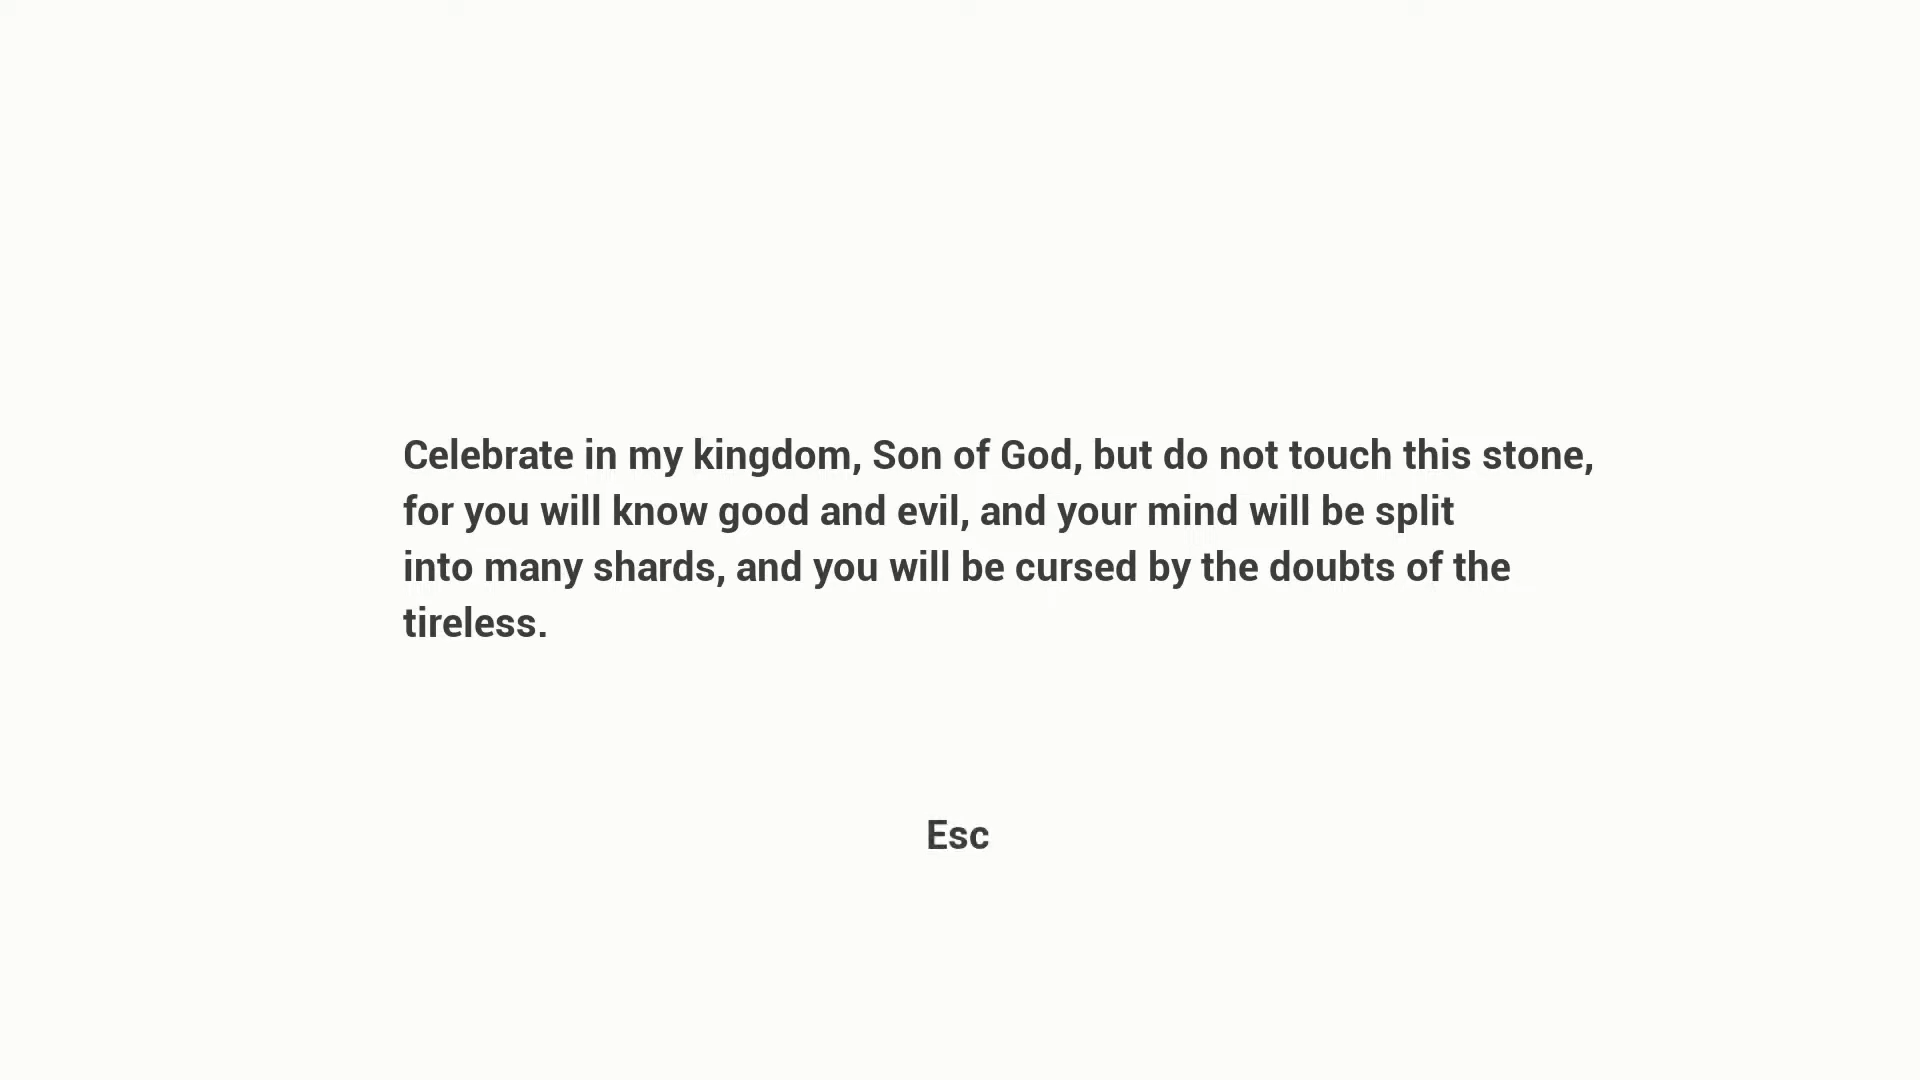 Celebrate in my kingdom, Son of God, but do not touch this stone,
for you will know good and evil, and your mind will be split
into many shards, and you will be cursed by the doubts of the
tireless.
Esc